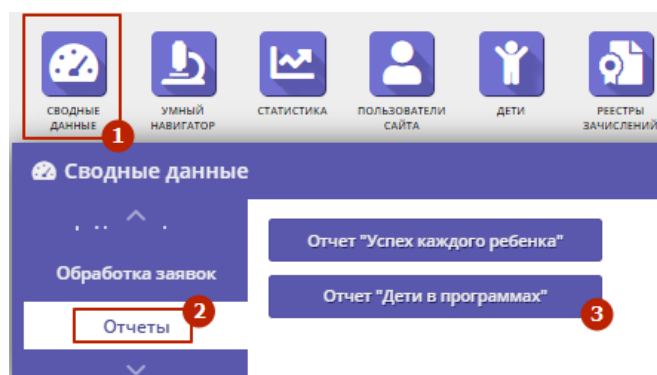 СВОДНЫЕ
ДАННЫЕ
1
УМНЫЙ
НАВИГАТОР
СТАТИСТИКА
ПОЛЬЗОВАТЕЛИ
САЙТА
ДЕТИ
РЕЕСТРЫ
ЗАЧИСЛЕНИЙ
Сводные данные
Обработка заявок
Отчеты
2
Отчет "Успех каждого ребенка"
Отчет "Дети в программах"
3